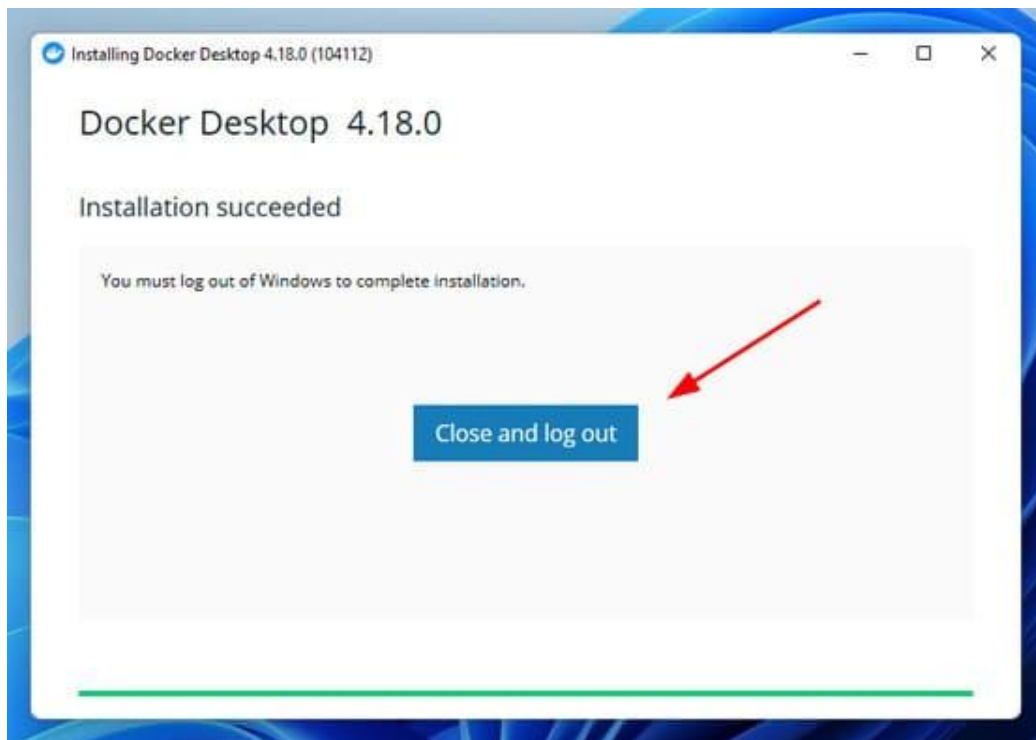 Installing Docker Desktop 4.18.0 (104112)
Docker Desktop 4.18.0
Installation succeeded
You must log out of Windows to complete installation.
Close and log out